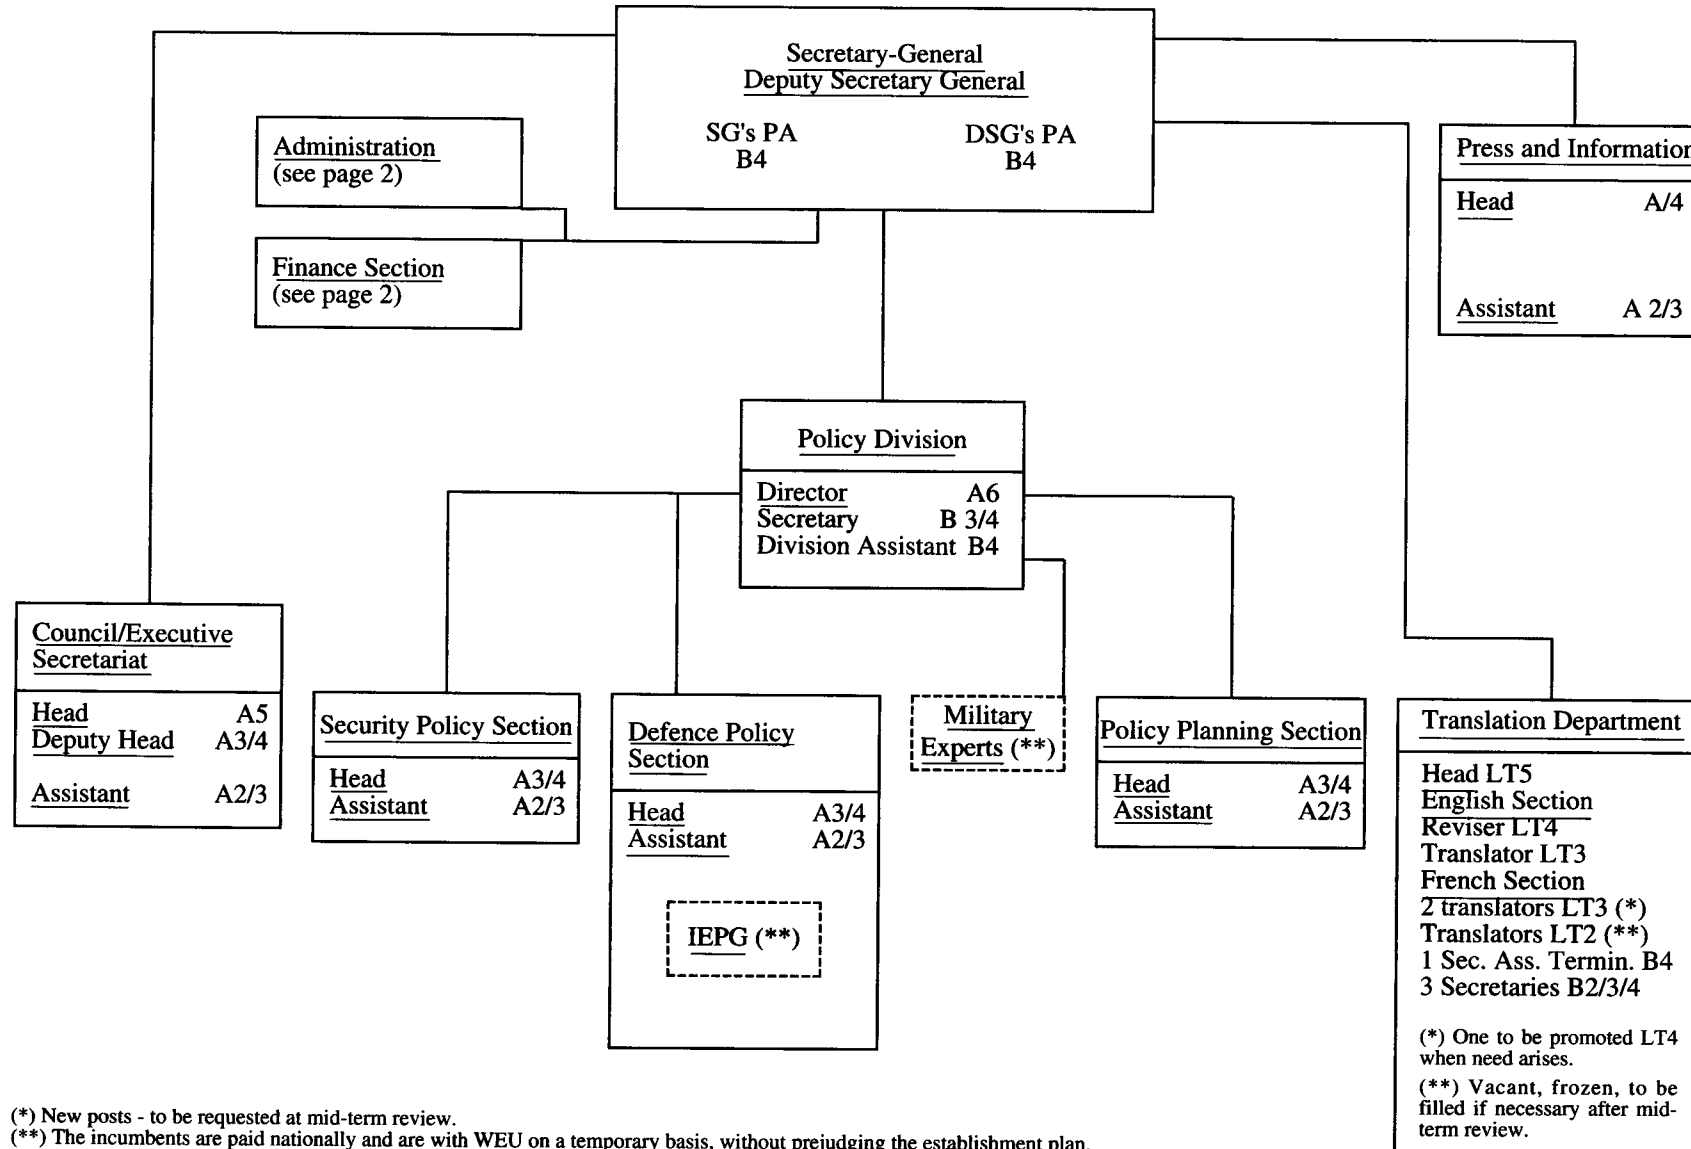 Secretary-General
Deputy Secretary General
SG's PA DSG's PA
B4 B4
Administration
(see page 2)
Finance Section
(see page 2)
Press and Information
Head A/4
Assistant A 2/3
Policy Division
Director A6
Secretary B 3/4
Division Assistant B4
Council/Executive
Secretariat
Head A5
Deputy Head A3/4
Assistant A2/3
Security Policy Section
Head A3/4
Assistant A2/3
Defence Policy
Section
Head A3/4
Assistant A2/3
IEPG (**)
Military
Experts (**)
Policy Planning Section
Head A3/4
Assistant A2/3
Translation Department
Head LT5
English Section
Reviser LT4
Translator LT3
French Section
2 translators LT3 (*)
Translators LT2 (**)
1 Sec. Ass. Termin. B4
3 Secretaries B2/3/4
(*) One to be promoted LT4
when need arises.
(**) Vacant, frozen, to be
filled if necessary after mid-
term review.
(*) New posts - to be requested at mid-term review.
(**) The incumbents are paid nationally and are with WEU on a temporary basis, without prejudging the establishment plan.